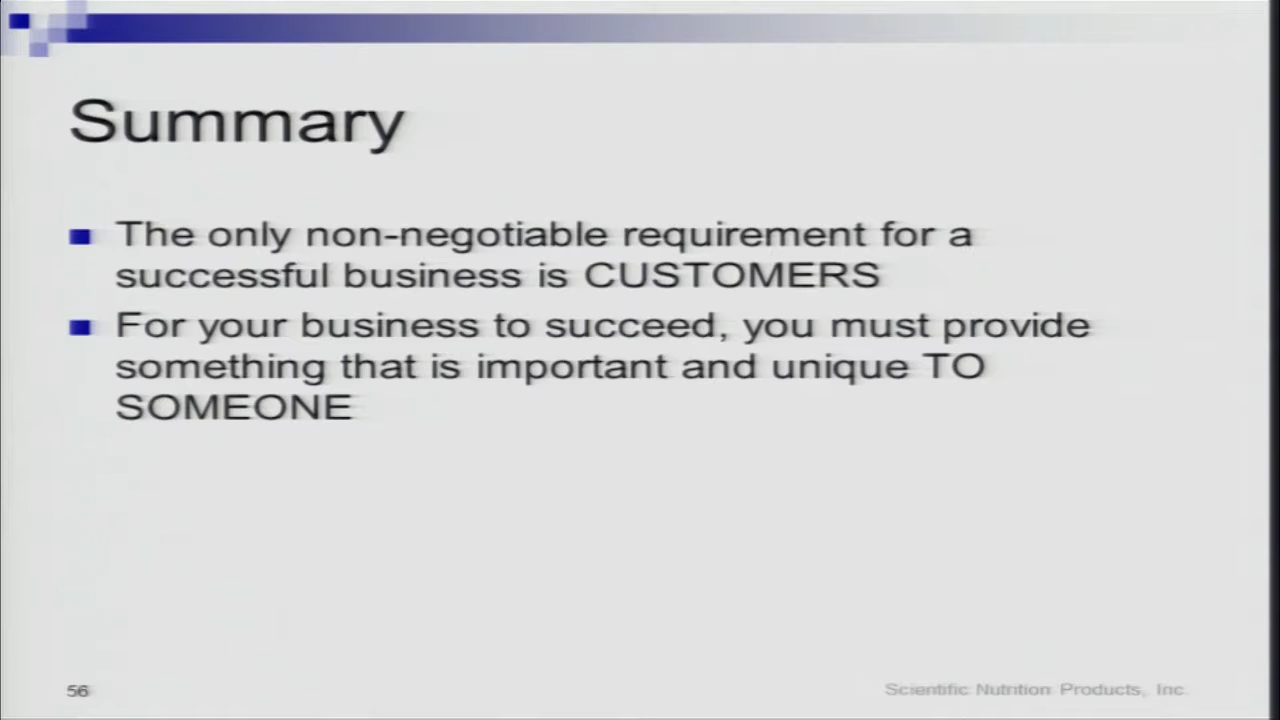 Summary
The only non-negotiable requirement for a
successful business is CUSTOMERS
For your business to succeed, you must provide
something that is important and unique TO
SOMEONE
56
Scientific Nutrition Products, Inc.